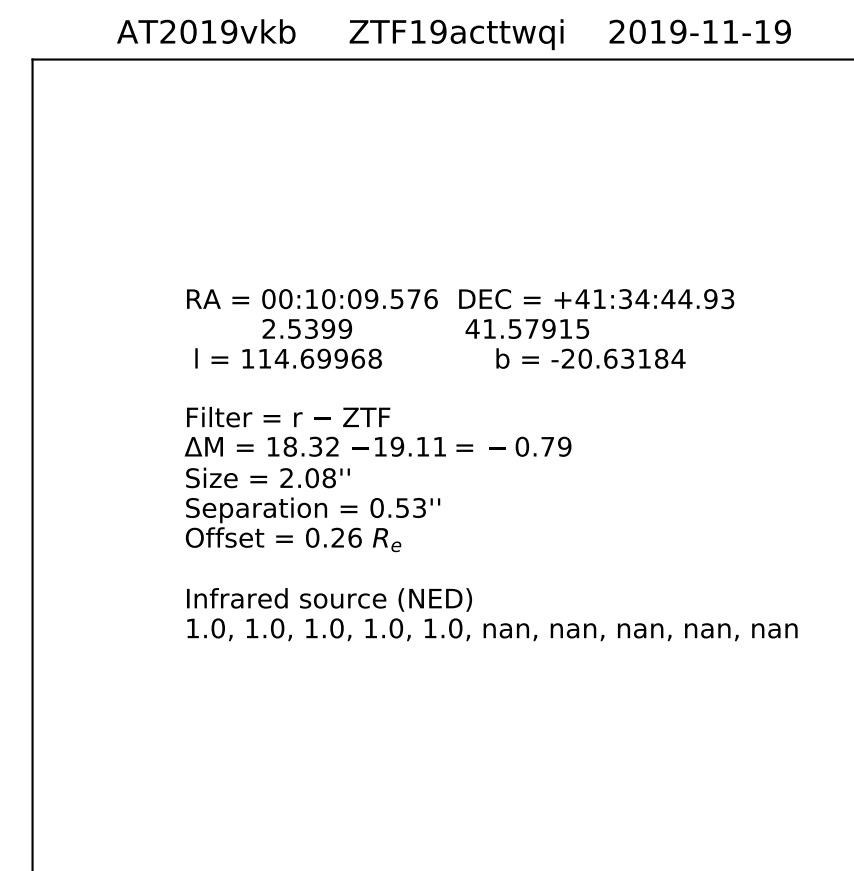 AT2019vkb ZTF19acttwqi 2019-11-19
RA = 00:10:09.576 DEC = +41:34:44.93
2.5399 41.57915
l = 114.69968 b = -20.63184
Filter = r − ZTF
ΔM = 18.32 −19.11 = − 0.79
Size = 2.08''
Separation = 0.53''
Offset = 0.26 Re
Infrared source (NED)
1.0, 1.0, 1.0, 1.0, 1.0, nan, nan, nan, nan, nan